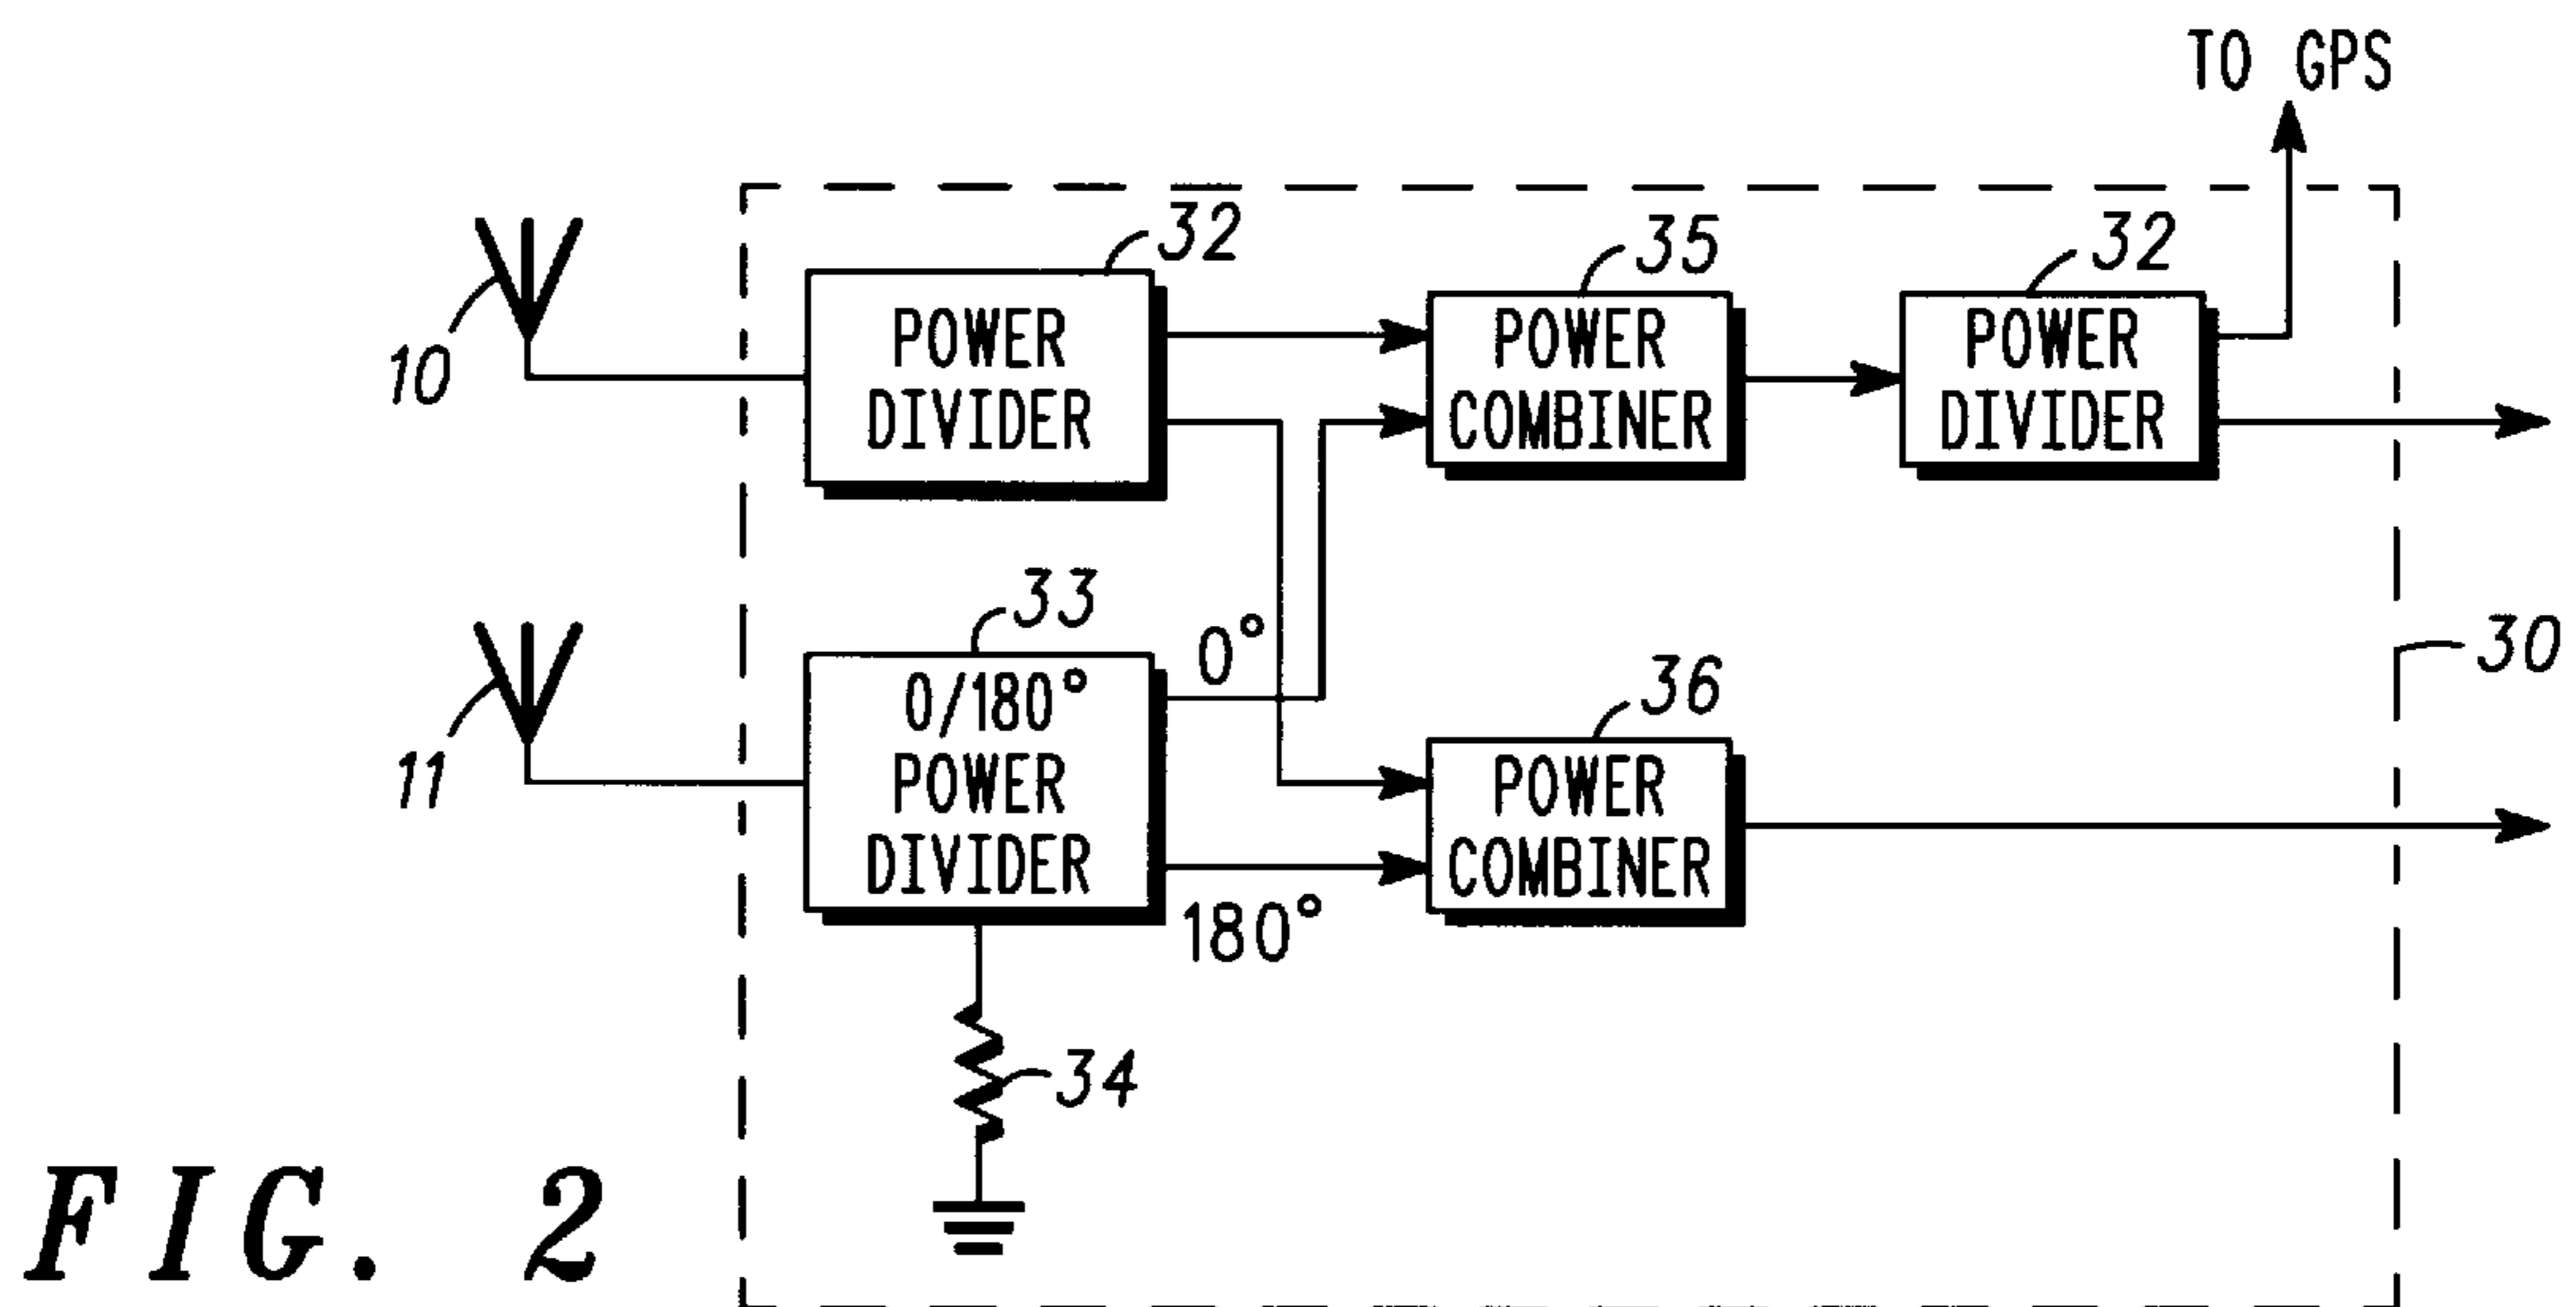 TO GPS
32
35
32
10
POWER
DIVIDER
POWER
COMBINER
POWER
DIVIDER
33
0°
30
11
0/180°
POWER
DIVIDER
36
POWER
COMBINER
180°
34
FIG. 2